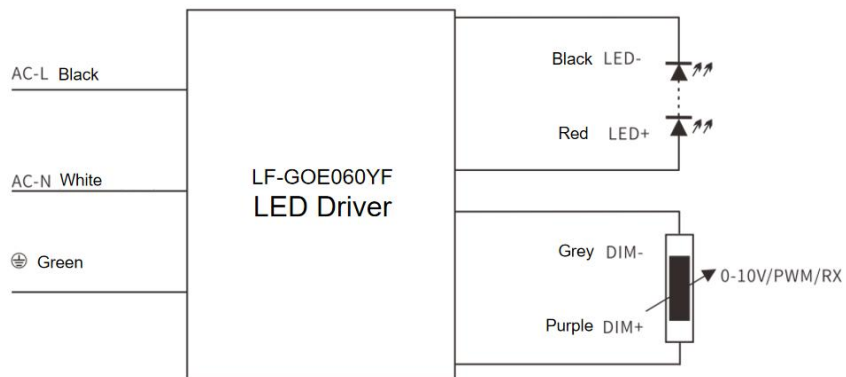 AC-L Black
AC-N White
Green
LF-GOE060YF
LED Driver
Black LED-
Red LED+
Grey DIM-
Purple DIM+
0-10V/PWM/RX